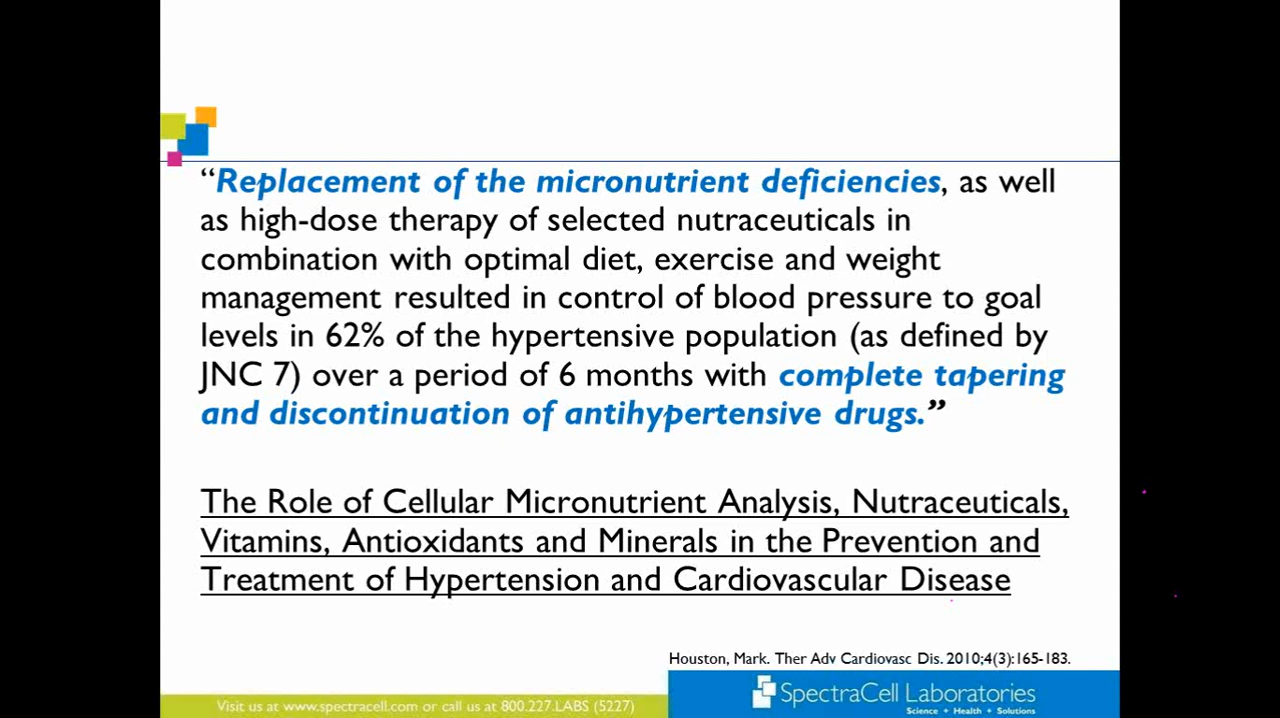 “Replacement of the micronutrient deficiencies, as well
as high-dose therapy of selected nutraceuticals in
combination with optimal diet, exercise and weight
management resulted in control of blood pressure to goal
levels in 62% of the hypertensive population (as defined by
JNC 7) over a period of 6 months with complete tapering
and discontinuation of antihypertensive drugs.”
The Role of Cellular Micronutrient Analysis, Nutraceuticals,
Vitamins, Antioxidants and Minerals in the Prevention and
Treatment of Hypertension and Cardiovascular Disease
Houston, Mark. Ther Adv Cardiovasc Dis. 2010;4(3):165-183.
Visit us at www.spectracell.com or call us at 800.227.LABS (5227)
SpectraCell Laboratories
Science + Health + Solutions